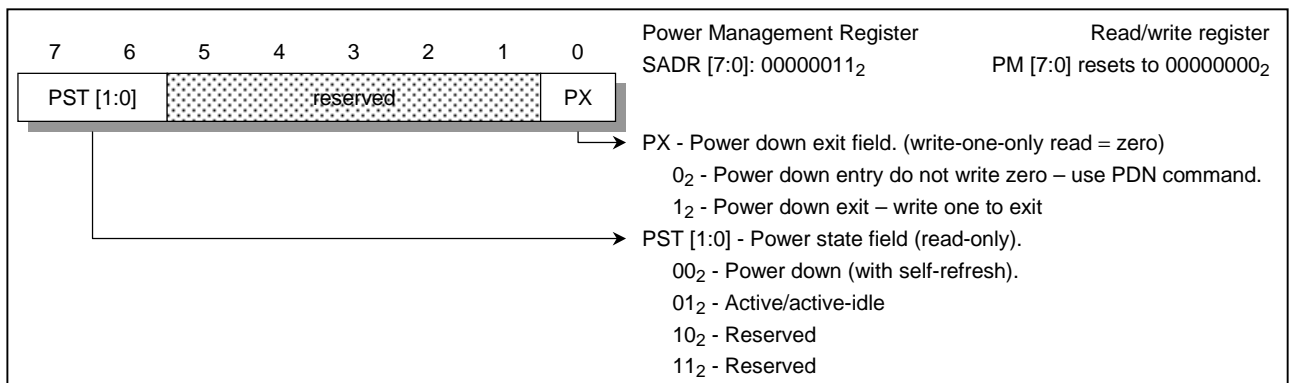 7 6 5 4 3 2 1 0
PST [1:0] reserved PX
Power Management Register Read/write register
SADR [7:0]: 00000011₂ PM [7:0] resets to 00000000₂
PX - Power down exit field. (write-one-only read = zero)
0₂ - Power down entry do not write zero – use PDN command.
1₂ - Power down exit – write one to exit
PST [1:0] - Power state field (read-only).
00₂ - Power down (with self-refresh).
01₂ - Active/active-idle
10₂ - Reserved
11₂ - Reserved